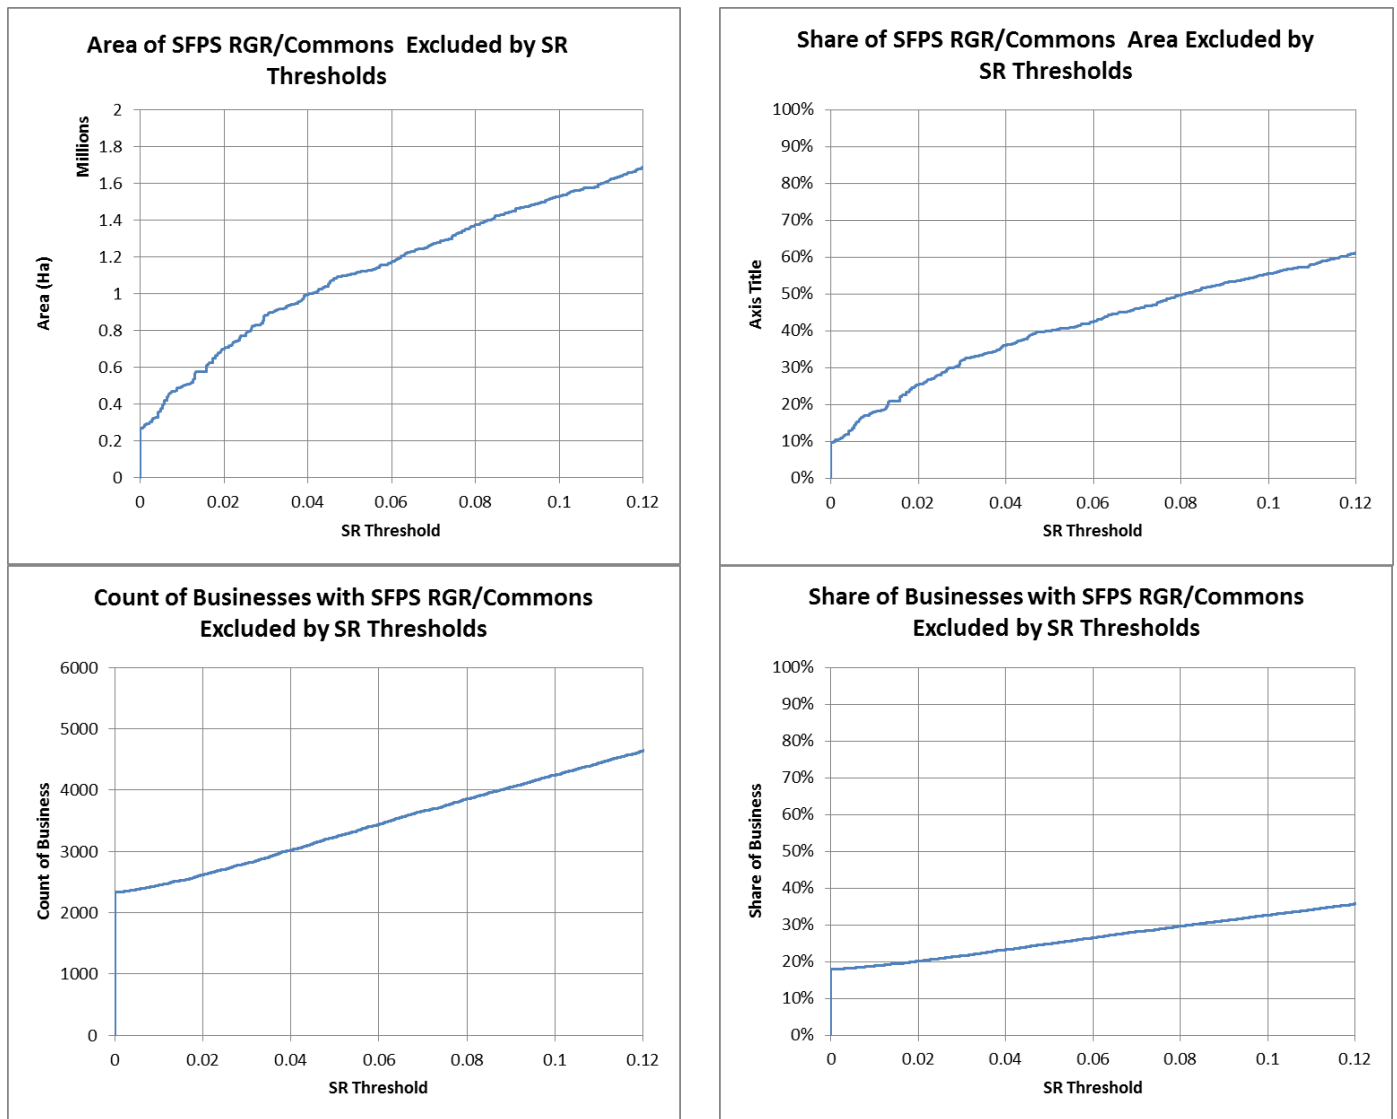 Area of SFPS RGR/Commons Excluded by SR
Thresholds
Millions
Area (Ha)
2
1.8
1.6
1.4
1.2
1
0.8
0.6
0.4
0.2
0
0 0.02 0.04 0.06 0.08 0.1 0.12
SR Threshold
Share of SFPS RGR/Commons Area Excluded by
SR Thresholds
Axis Title
100%
90%
80%
70%
60%
50%
40%
30%
20%
10%
0%
0 0.02 0.04 0.06 0.08 0.1 0.12
SR Threshold
Count of Businesses with SFPS RGR/Commons
Excluded by SR Thresholds
Count of Business
6000
5000
4000
3000
2000
1000
0
0 0.02 0.04 0.06 0.08 0.1 0.12
SR Threshold
Share of Businesses with SFPS RGR/Commons
Excluded by SR Thresholds
Share of Business
100%
90%
80%
70%
60%
50%
40%
30%
20%
10%
0%
0 0.02 0.04 0.06 0.08 0.1 0.12
SR Threshold